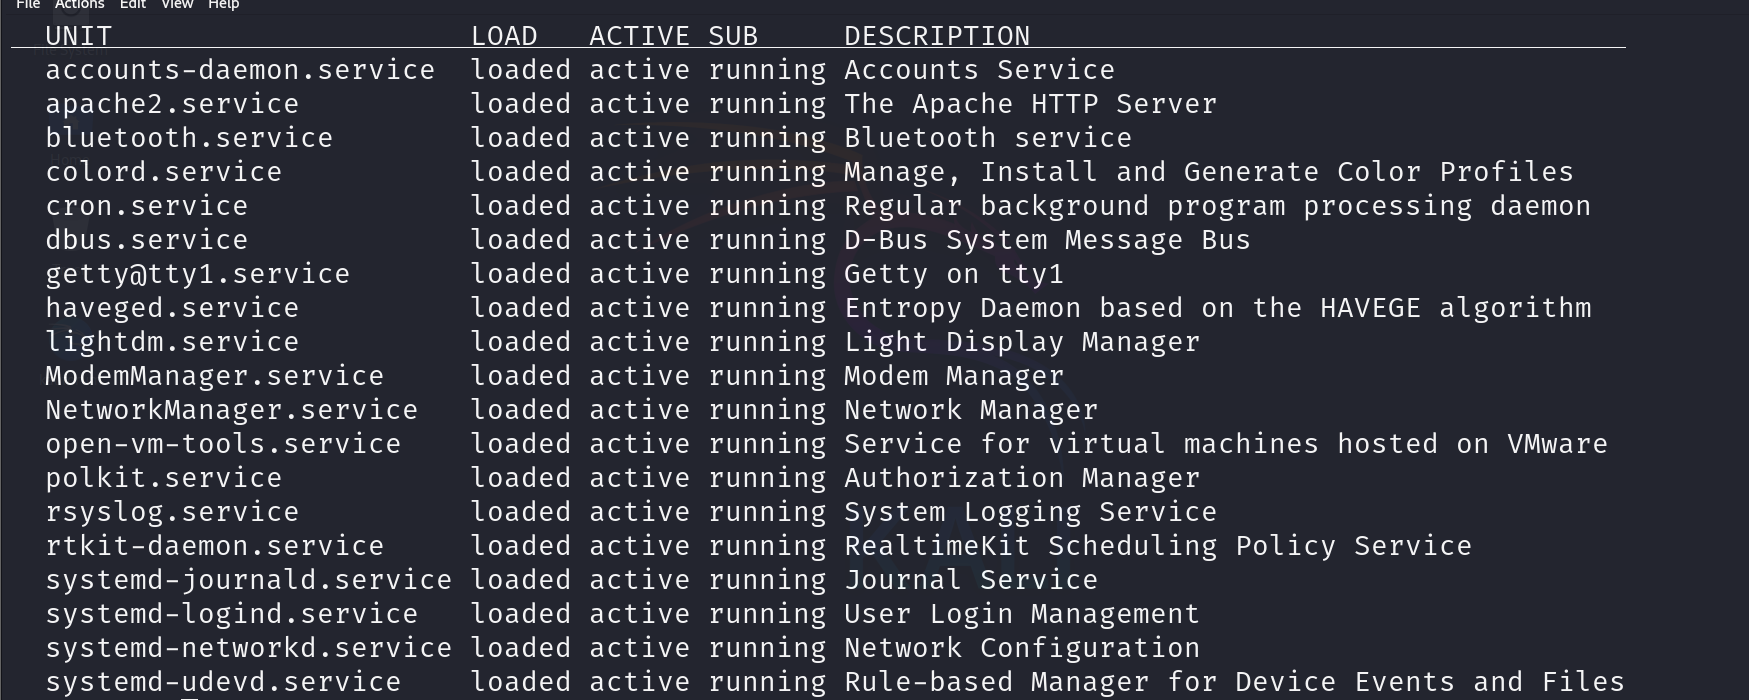 File Actions Edit View Help
UNIT LOAD ACTIVE SUB DESCRIPTION
accounts-daemon.service loaded active running Accounts Service
apache2.service loaded active running The Apache HTTP Server
bluetooth.service loaded active running Bluetooth service
colord.service loaded active running Manage, Install and Generate Color Profiles
cron.service loaded active running Regular background program processing daemon
dbus.service loaded active running D-Bus System Message Bus
getty@tty1.service loaded active running Getty on tty1
haveged.service loaded active running Entropy Daemon based on the HAVEGE algorithm
lightdm.service loaded active running Light Display Manager
ModemManager.service loaded active running Modem Manager
NetworkManager.service loaded active running Network Manager
open-vm-tools.service loaded active running Service for virtual machines hosted on VMware
polkit.service loaded active running Authorization Manager
rsyslog.service loaded active running System Logging Service
rtkit-daemon.service loaded active running RealtimeKit Scheduling Policy Service
systemd-journald.service loaded active running Journal Service
systemd-logind.service loaded active running User Login Management
systemd-networkd.service loaded active running Network Configuration
systemd-udevd.service loaded active running Rule-based Manager for Device Events and Files